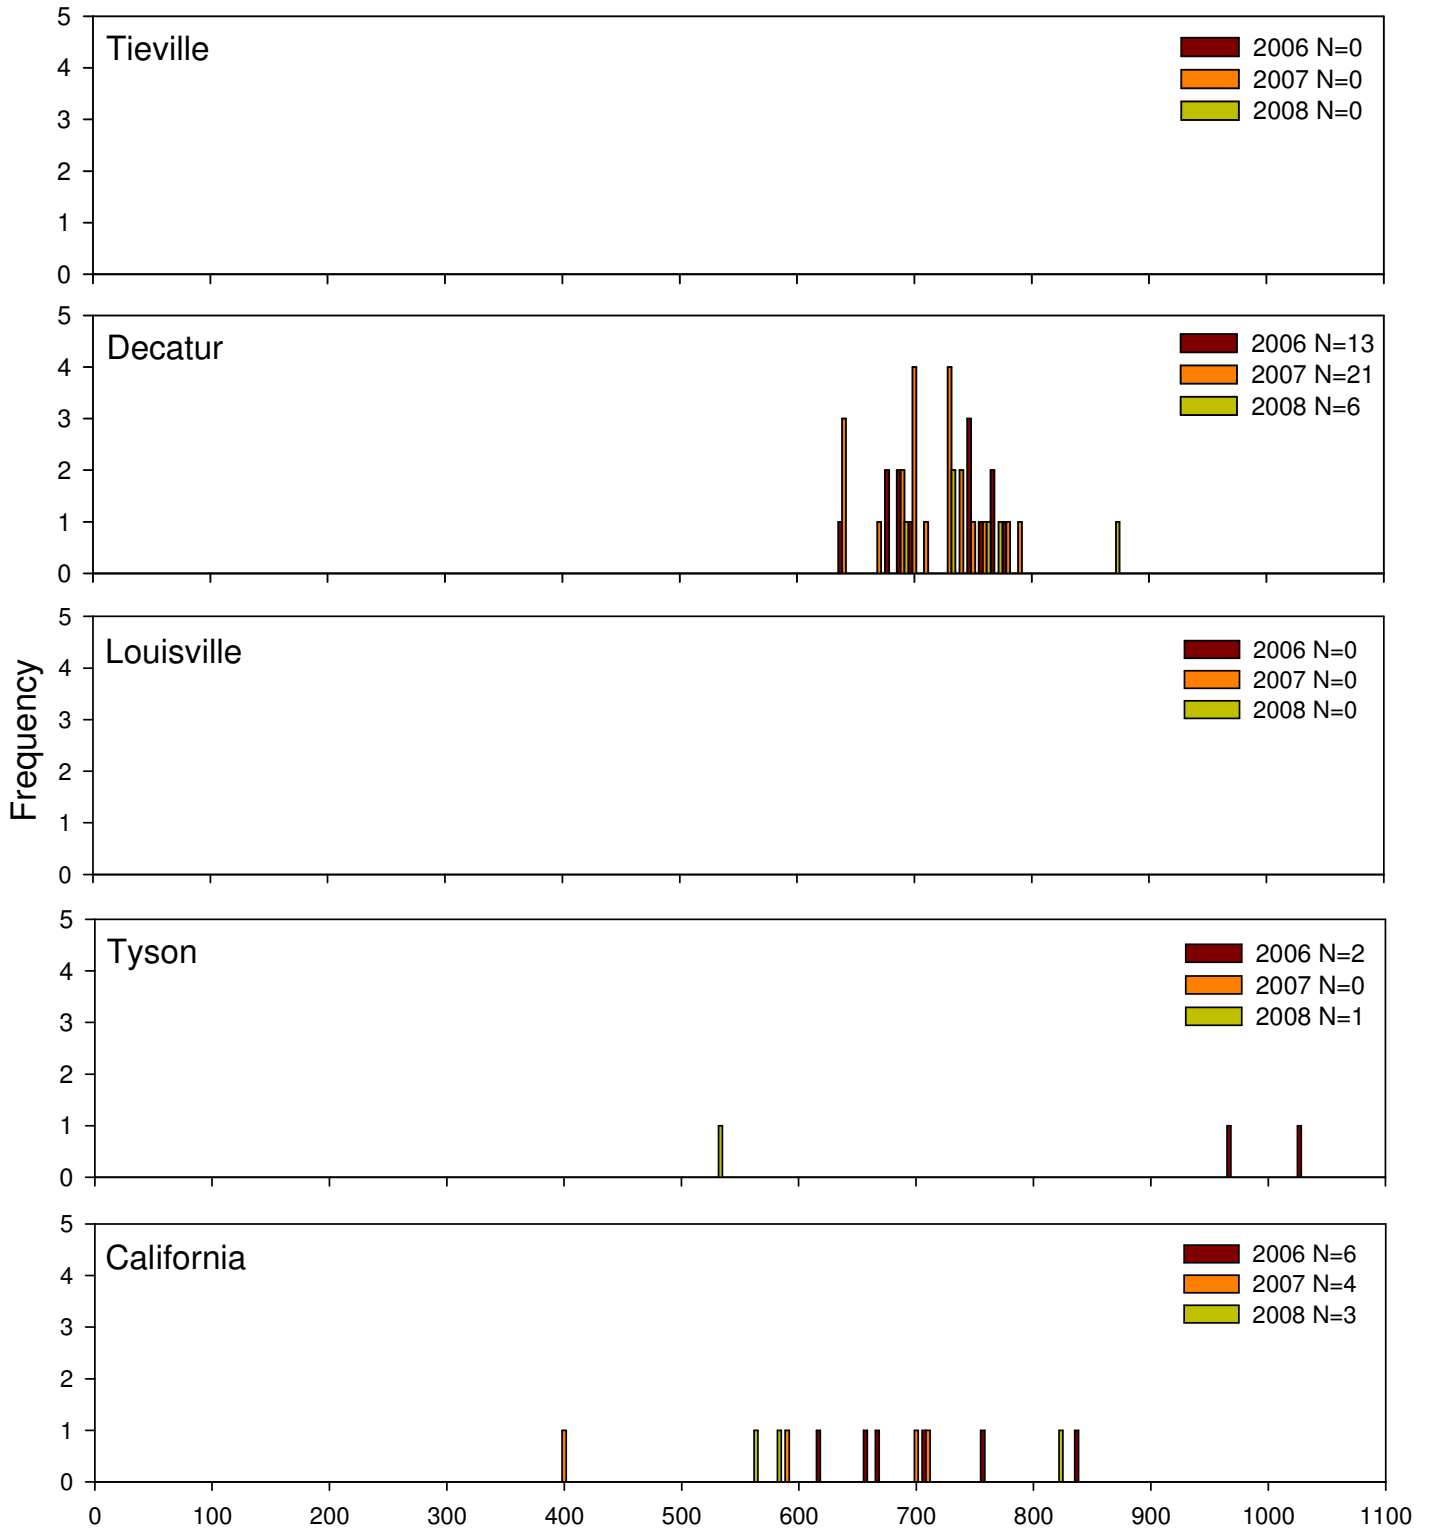 Frequency
Tieville
2006 N=0
2007 N=0
2008 N=0
5
4
3
2
1
0
Decatur
2006 N=13
2007 N=21
2008 N=6
5
4
3
2
1
0
Louisville
2006 N=0
2007 N=0
2008 N=0
5
4
3
2
1
0
Tyson
2006 N=2
2007 N=0
2008 N=1
5
4
3
2
1
0
California
2006 N=6
2007 N=4
2008 N=3
5
4
3
2
1
0
0 100 200 300 400 500 600 700 800 900 1000 1100